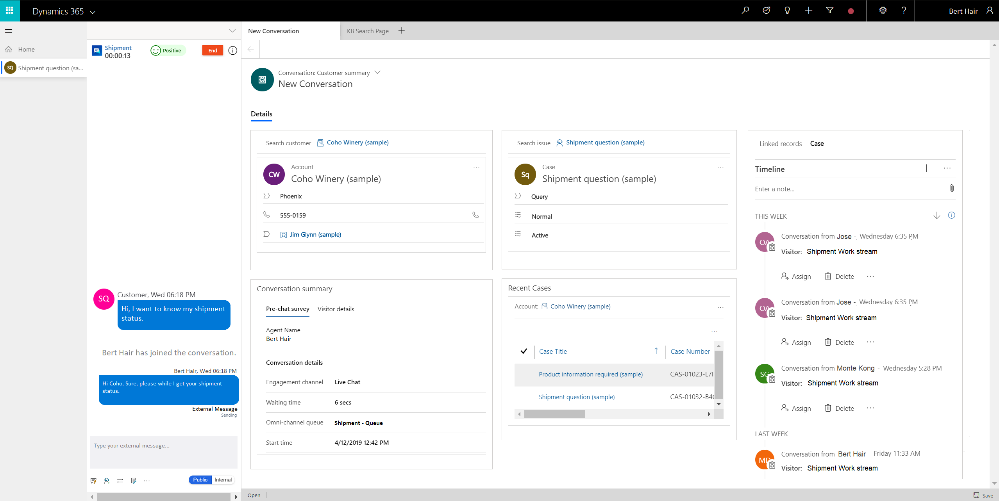 Dynamics 365
Bert Hair
Home
SQ Shipment question (sa...
Shipment
00:00:13
Positive
End
SQ
Customer, Wed 06:18 PM
Hi, I want to know my shipment
status.
Bert Hair has joined the conversation.
Bert Hair, Wed 06:18 PM
Hi Coho, Sure, please while I get your shipment
status.
External Message
Sending
Type your external message...
Public Internal
New Conversation
KB Search Page
Conversation: Customer summary
New Conversation
Details
Search customer Coho Winery (sample)
CW
Account
Coho Winery (sample)
Phoenix
555-0159
Jim Glynn (sample)
Search issue Shipment question (sample)
Sq
Case
Shipment question (sample)
Query
Normal
Active
Conversation summary
Pre-chat survey Visitor details
Agent Name
Bert Hair
Conversation details
Engagement channel Live Chat
Waiting time 6 secs
Omni-channel queue Shipment - Queue
Start time 4/12/2019 12:42 PM
Recent Cases
Account: Coho Winery (sample)
Case Title Case Number
Product information required (sample) CAS-01023-L7
Shipment question (sample) CAS-01032-B4
Linked records Case
Timeline
Enter a note...
THIS WEEK
OA
Conversation from Jose - Wednesday 6:35 PM
Visitor: Shipment Work stream
Assign Delete
OA
Conversation from Jose - Wednesday 6:35 PM
Visitor: Shipment Work stream
Assign Delete
SG
Conversation from Monte Kong - Wednesday 5:28 PM
Visitor: Shipment Work stream
Assign Delete
LAST WEEK
MD
Conversation from Bert Hair - Friday 11:33 AM
Visitor: Shipment Work stream
Open
Save